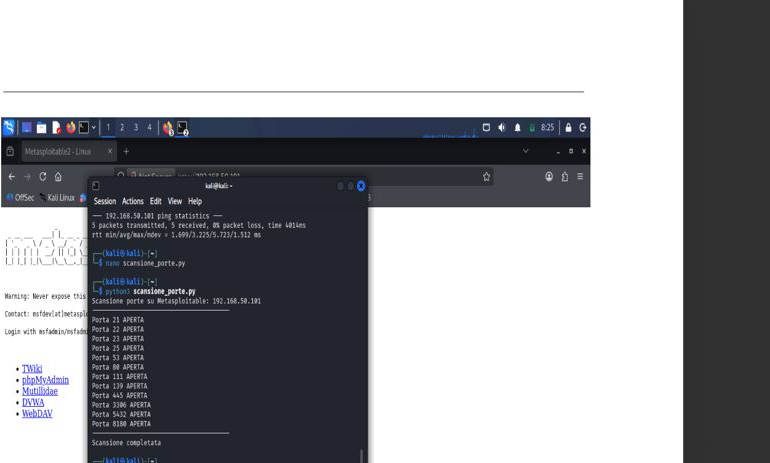 1 2 3 4 8:25
Metasploitable2 - Linux
192.168.50.101
OffSec Kali Linux
kali@kali: ~
Session Actions Edit View Help
— 192.168.50.101 ping statistics —
5 packets transmitted, 5 received, 0% packet loss, time 4014ms
rtt min/avg/max/mdev = 1.699/3.225/5.723/1.512 ms
(kali㉿kali)-[~]
$ nano scansione_porte.py
(kali㉿kali)-[~]
$ python3 scansione_porte.py
Scansione porte su Metasploitable: 192.168.50.101
Porta 21 APERTA
Porta 22 APERTA
Porta 23 APERTA
Porta 25 APERTA
Porta 53 APERTA
Porta 80 APERTA
Porta 111 APERTA
Porta 139 APERTA
Porta 445 APERTA
Porta 3306 APERTA
Porta 5432 APERTA
Porta 8180 APERTA
Scansione completata
(kali㉿kali)-[~]
Warning: Never expose this
Contact: msfdev[at]metaspl
Login with msfadmin/msfadm
TWiki
phpMyAdmin
Mutillidae
DVWA
WebDAV